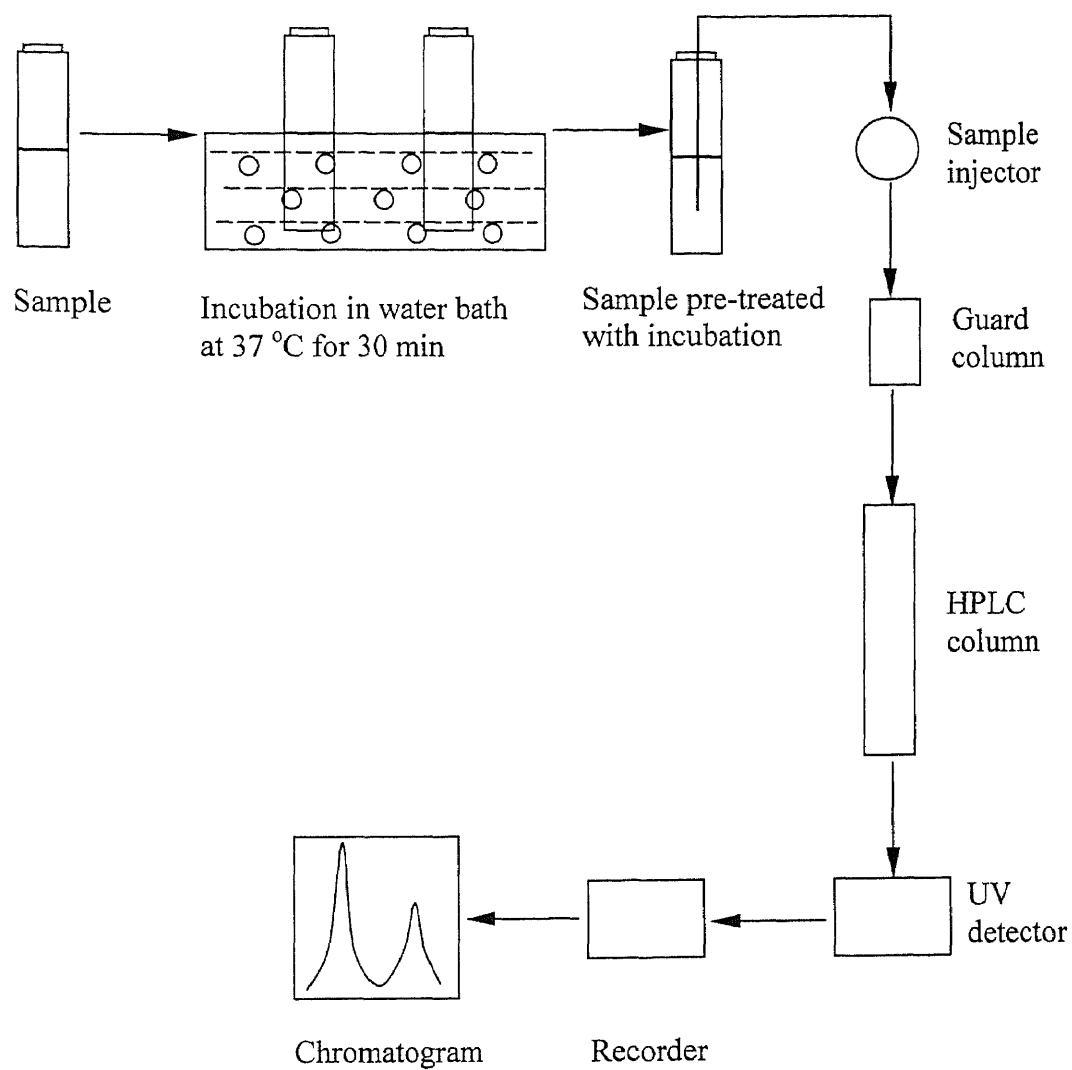 Sample
Incubation in water bath
at 37 °C for 30 min
Sample pre-treated
with incubation
Sample
injector
Guard
column
HPLC
column
UV
detector
Recorder
Chromatogram